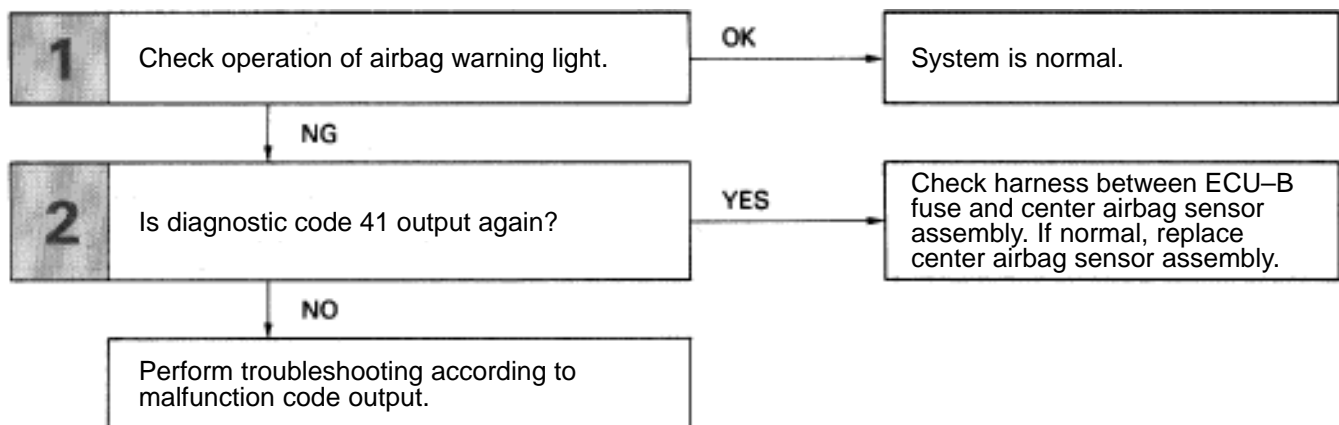 1
Check operation of airbag warning light.
OK
System is normal.
NG
2
Is diagnostic code 41 output again?
YES
Check harness between ECU–B
fuse and center airbag sensor
assembly. If normal, replace
center airbag sensor assembly.
NO
Perform troubleshooting according to
malfunction code output.